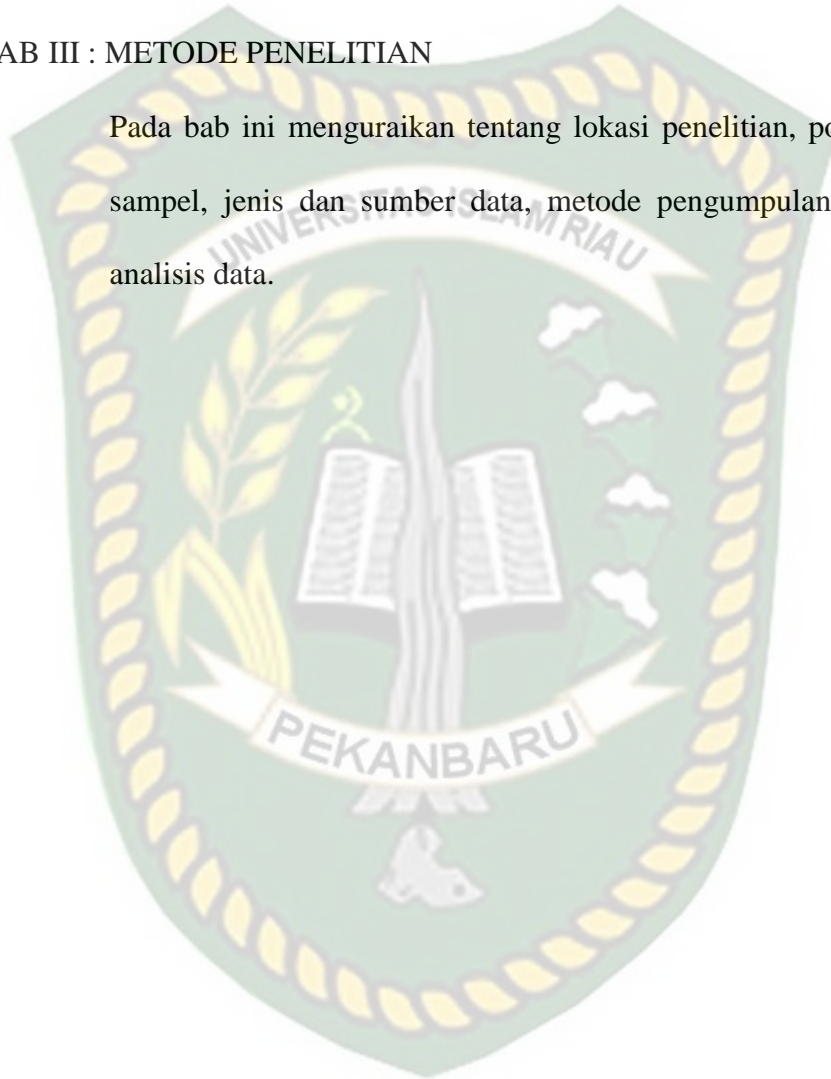 AB III : METODE PENELITIAN
Pada bab ini menguraikan tentang lokasi penelitian,
sampel, jenis dan sumber data, metode pengumpulan
analisis data.
UNIVERSITAS ISLAM RIAU
PEKANBARU